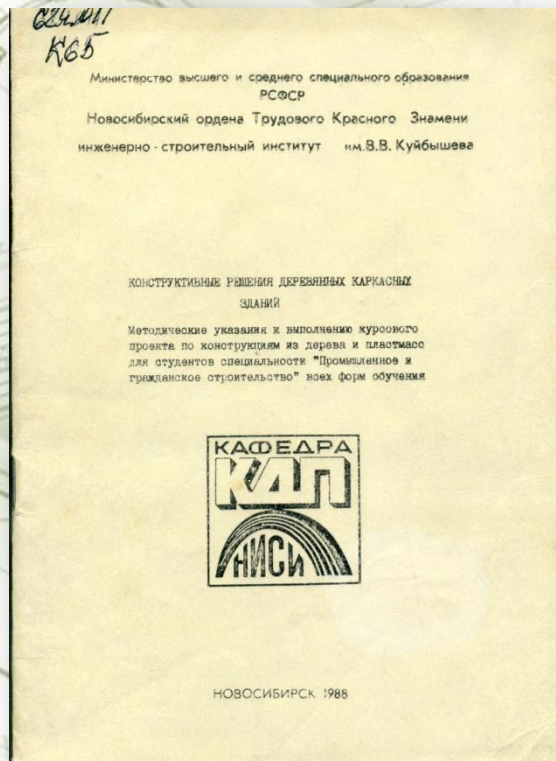 624.011
К65
Министерство высшего и среднего специального образования
РСФСР
Новосибирский ордена Трудового Красного Знамени
инженерно-строительный институт им.В.В. Куйбышева
КОНСТРУКТИВНЫЕ РЕШЕНИЯ ДЕРЕВЯННЫХ КАРКАСНЫХ
ЗДАНИЙ
Методические указания к выполнению курсового
проекта по конструкциям из дерева и пластмасс
для студентов специальности "Промышленное и
гражданское строительство" всех форм обучения
КАФЕДРА
КДП
НИСИ
НОВОСИБИРСК 1988